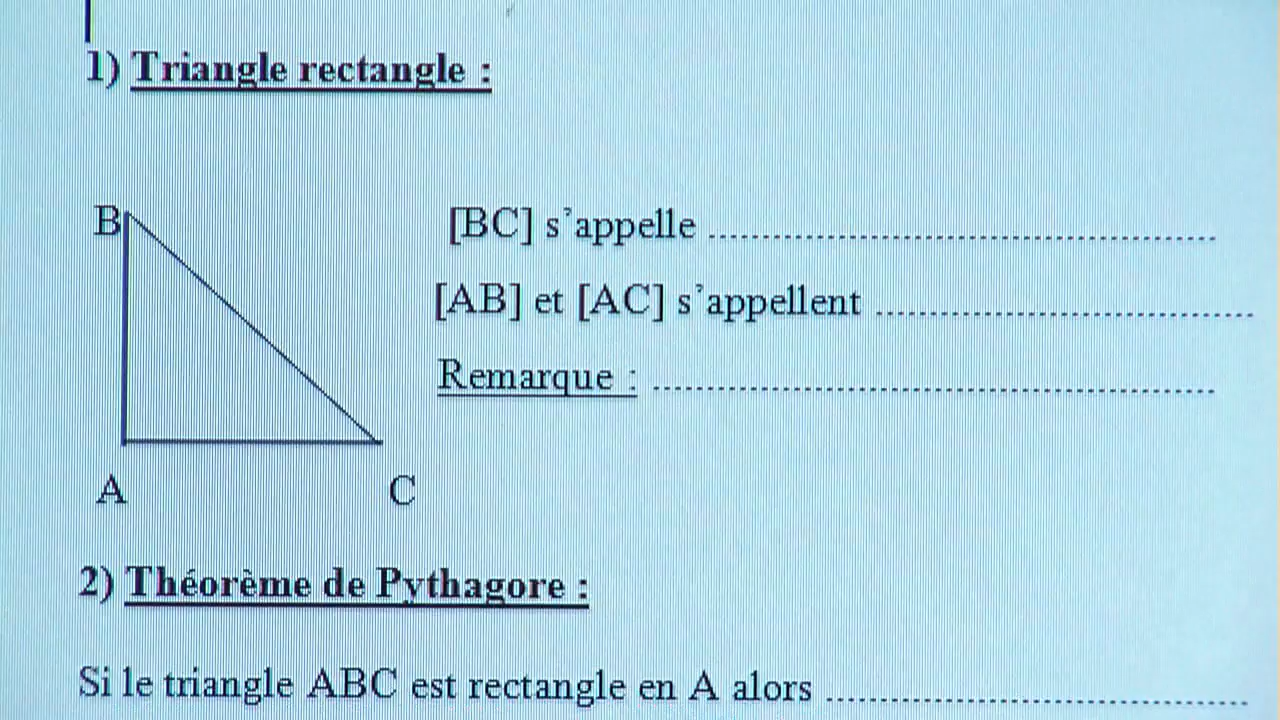 1) Triangle rectangle :
B
[BC] s'appelle ........................................................
[AB] et [AC] s'appellent ..........................................
Remarque : ..............................................................
A
C
2) Théorème de Pythagore :
Si le triangle ABC est rectangle en A alors ...............................................